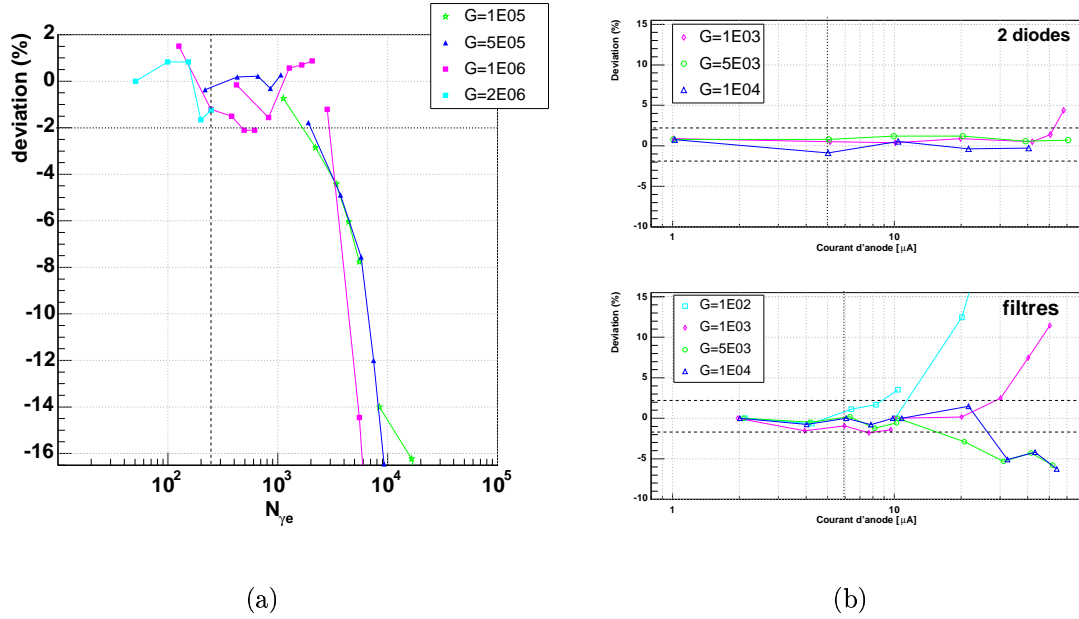 2
0
-2
-4
-6
-8
-10
-12
-14
-16
deviation (%)
10² 10³ 10⁴ 10⁵
N_γe
G=1E05
G=5E05
G=1E06
G=2E06
(a)
Deviation (%)
15
10
5
0
-5
-10
2 diodes
G=1E03
G=5E03
G=1E04
1 10
Courant d'anode [μA]
Deviation (%)
15
10
5
0
-5
-10
filtres
G=1E02
G=1E03
G=5E03
G=1E04
1 10
Courant d'anode [μA]
(b)